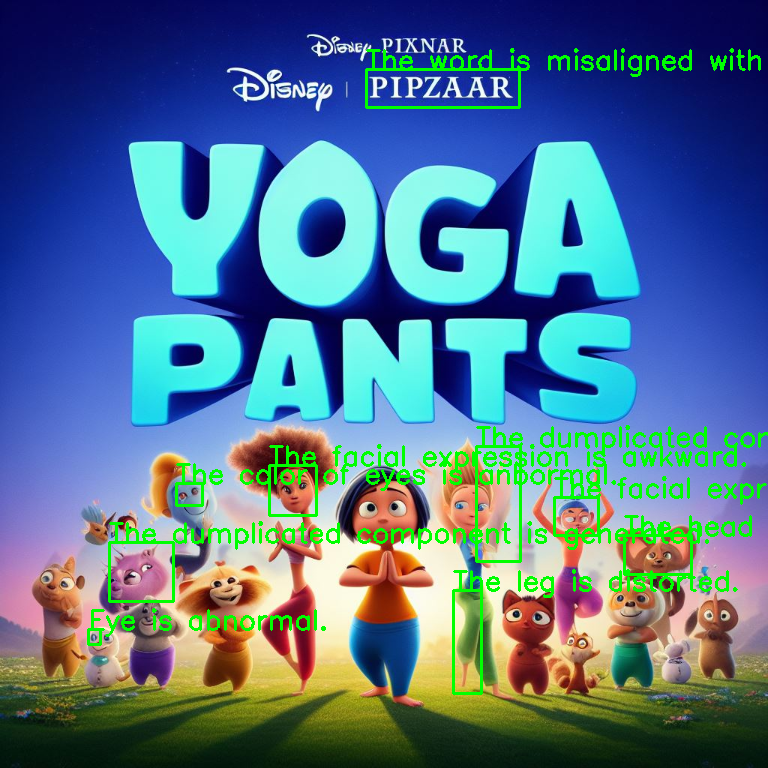 Disney PIXNAR
The word is misaligned with
Disney | PIPZAAR
YOGA
PANTS
The dumplicated con
The facial expression is awkward.
The color of eyes is anbormal.
The facial expr
The head
The dumplicated component is generated.
The leg is distorted.
Eye is abnormal.